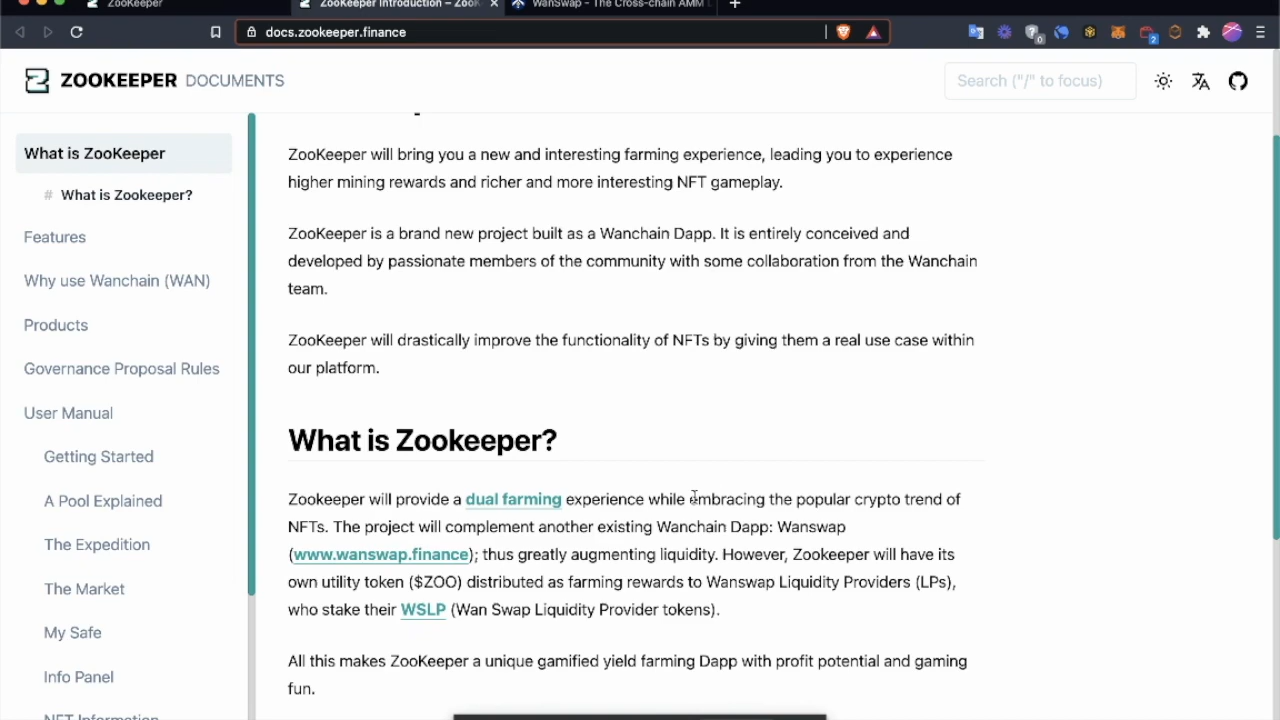 ZooKeeper
ZooKeeper Introduction – ZooK
WanSwap - The Cross-chain AMM
docs.zookeeper.finance
ZOOKEEPER DOCUMENTS
Search ("/" to focus)
What is ZooKeeper
# What is Zookeeper?
Features
Why use Wanchain (WAN)
Products
Governance Proposal Rules
User Manual
Getting Started
A Pool Explained
The Expedition
The Market
My Safe
Info Panel
NFT Information
ZooKeeper will bring you a new and interesting farming experience, leading you to experience
higher mining rewards and richer and more interesting NFT gameplay.
ZooKeeper is a brand new project built as a Wanchain Dapp. It is entirely conceived and
developed by passionate members of the community with some collaboration from the Wanchain
team.
ZooKeeper will drastically improve the functionality of NFTs by giving them a real use case within
our platform.
What is Zookeeper?
Zookeeper will provide a dual farming experience while embracing the popular crypto trend of
NFTs. The project will complement another existing Wanchain Dapp: Wanswap
(www.wanswap.finance); thus greatly augmenting liquidity. However, Zookeeper will have its
own utility token ($ZOO) distributed as farming rewards to Wanswap Liquidity Providers (LPs),
who stake their WSLP (Wan Swap Liquidity Provider tokens).
All this makes ZooKeeper a unique gamified yield farming Dapp with profit potential and gaming
fun.